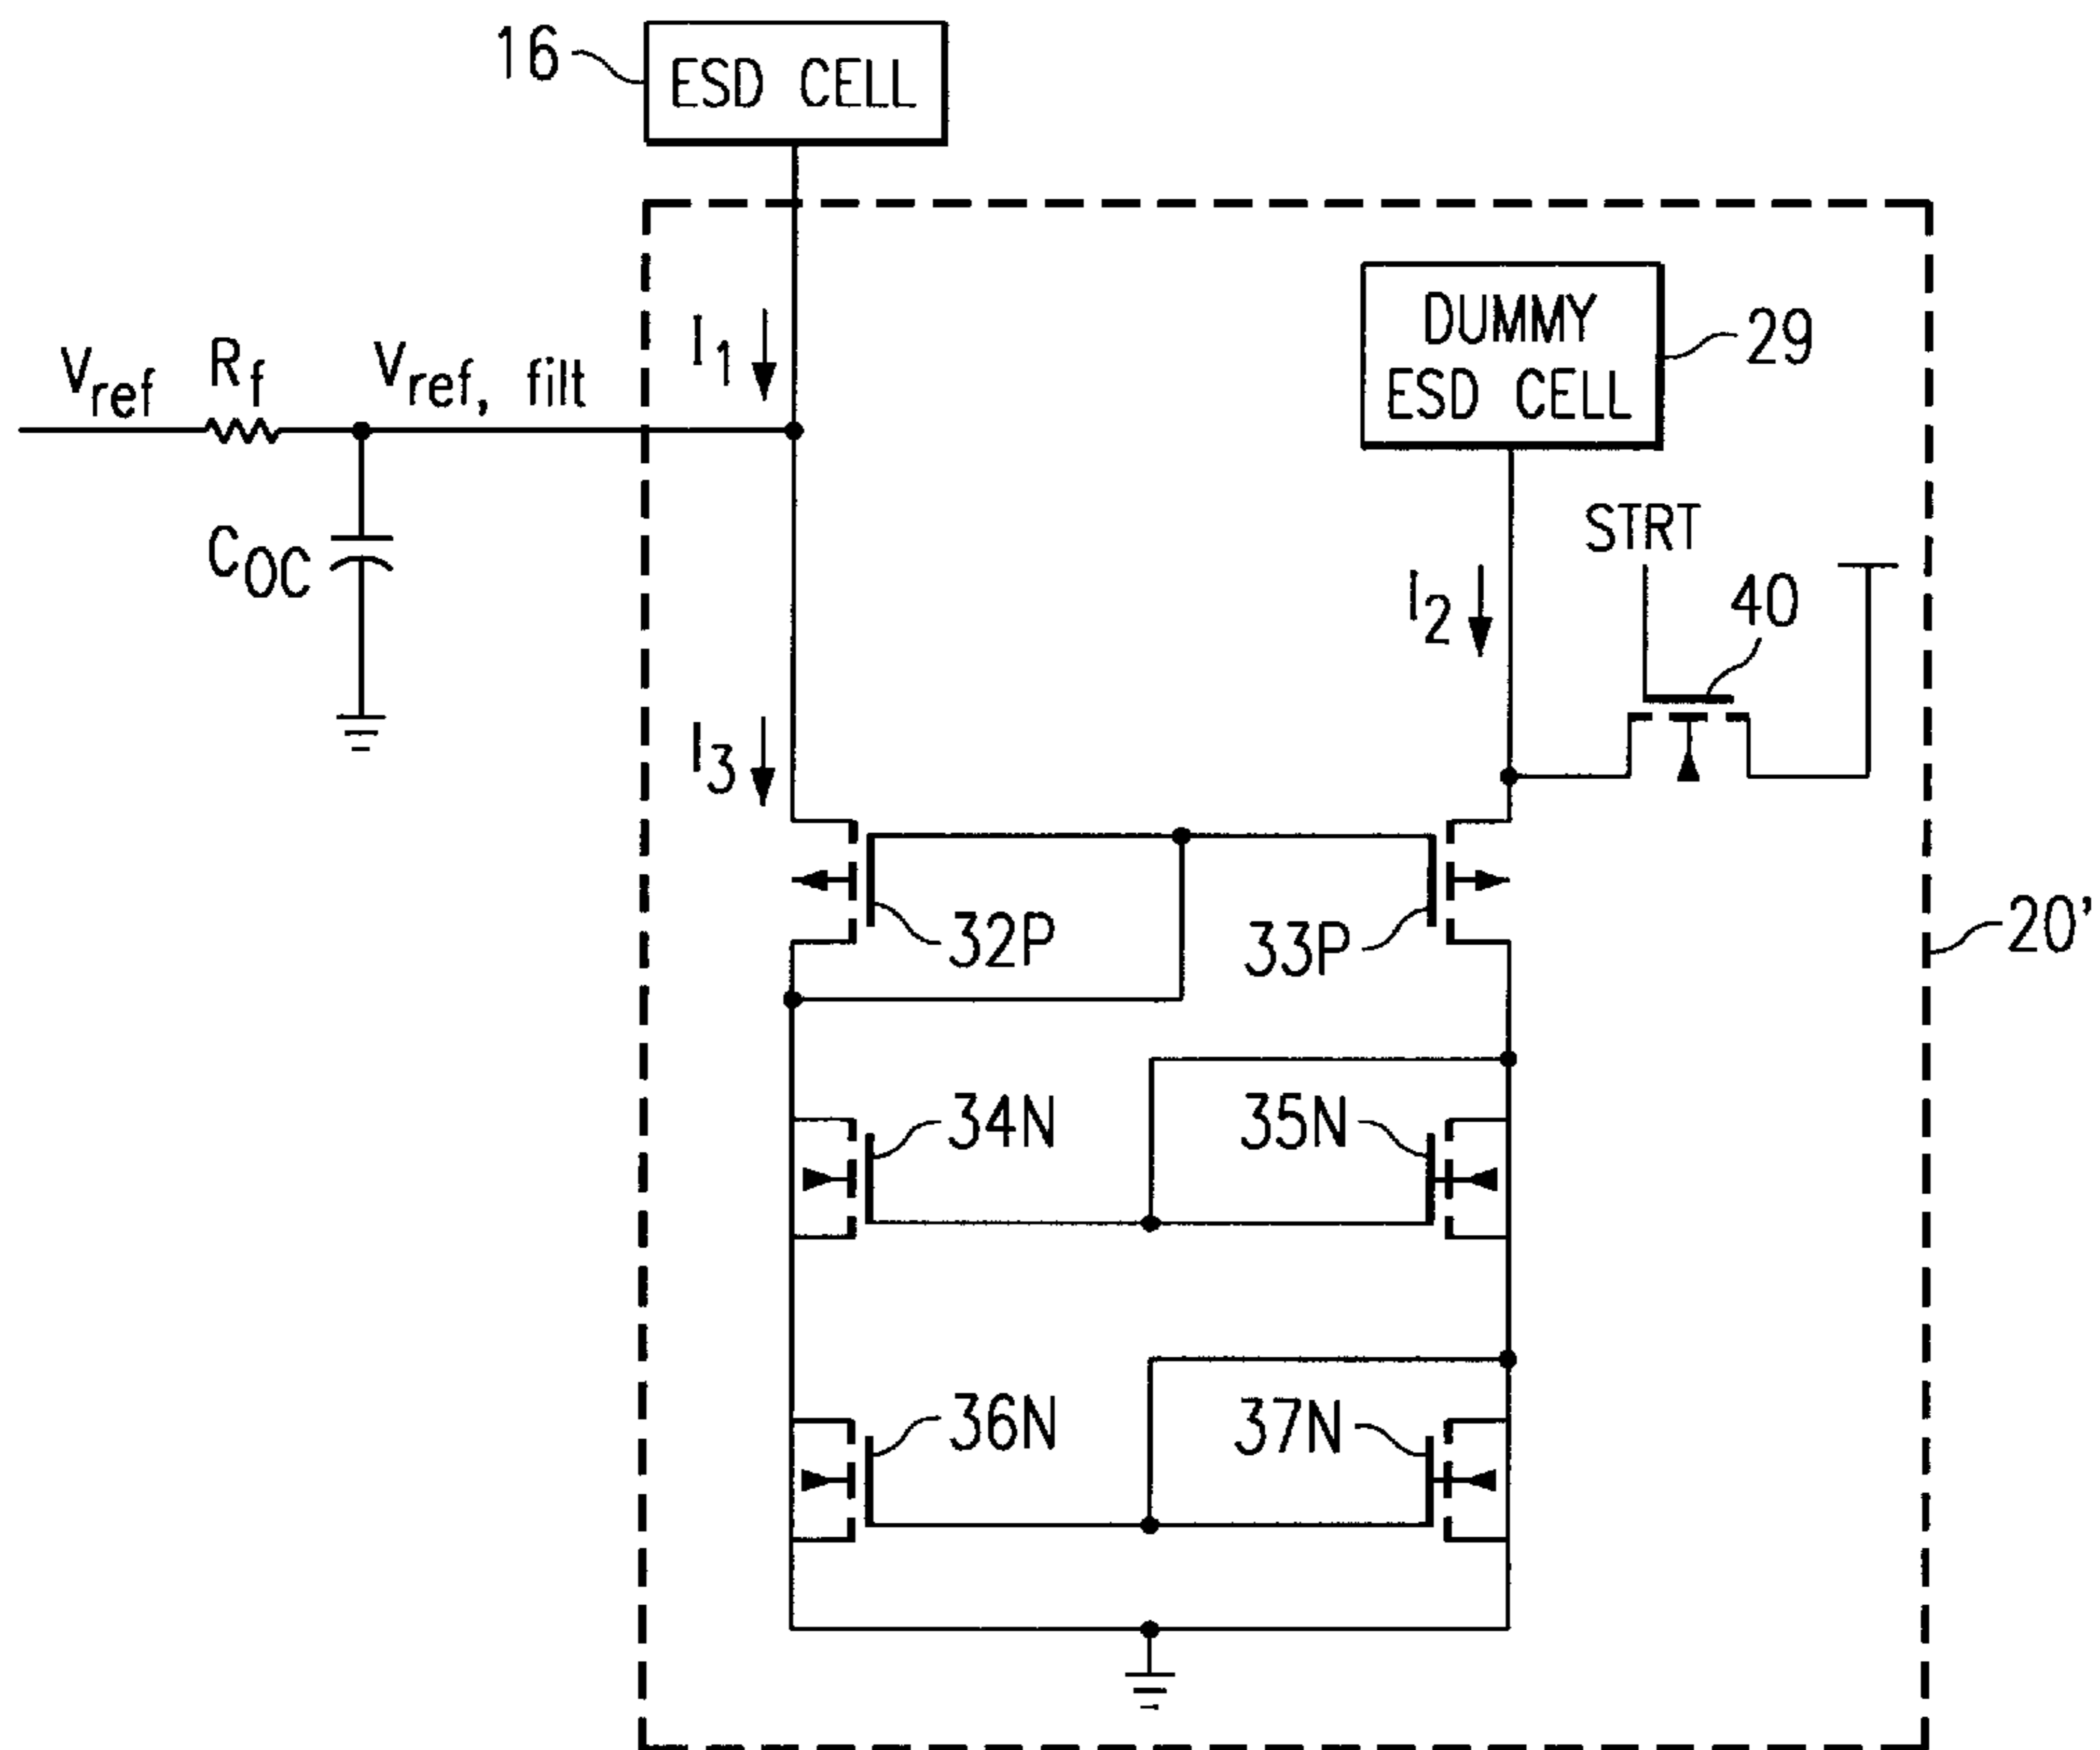 16
ESD CELL
DUMMY
ESD CELL
29
I1
Vref Rf Vref, filt
STRT
COC
40
I2
I3
32P
33P
20'
34N
35N
36N
37N